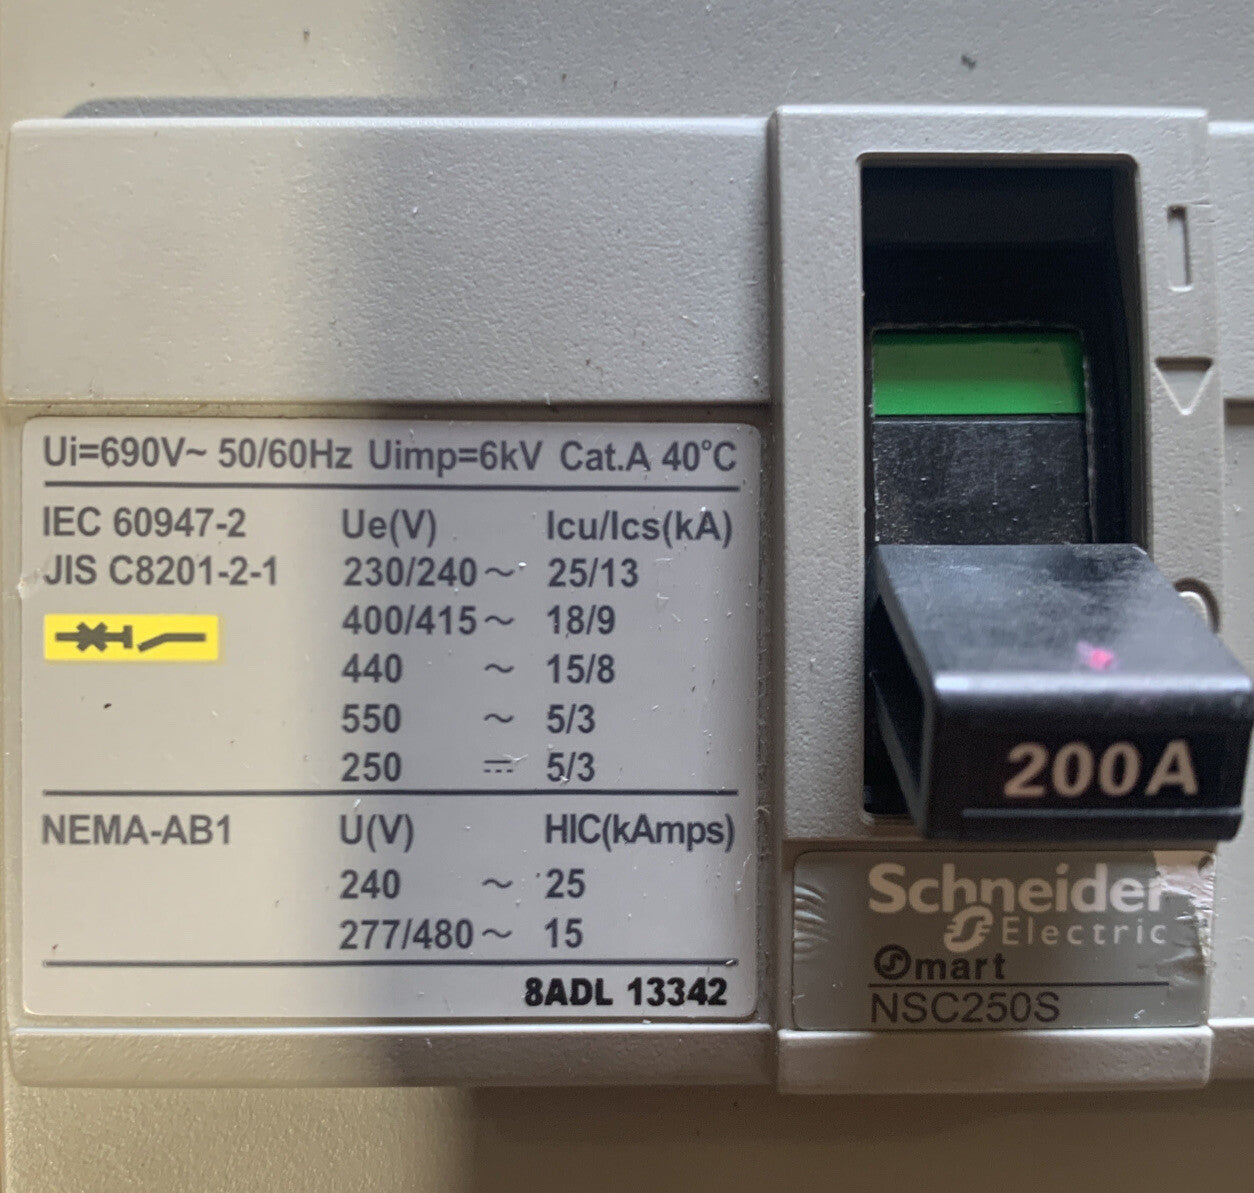 Ui=690V~ 50/60Hz Uimp=6kV Cat.A 40°C
IEC 60947-2 Ue(V) Icu/Ics(kA)
JIS C8201-2-1 230/240 ~ 25/13
400/415 ~ 18/9
440 ~ 15/8
550 ~ 5/3
250 ⎓ 5/3
NEMA-AB1 U(V) HIC(kAmps)
240 ~ 25
277/480 ~ 15
8ADL 13342
200A
Schneider
Electric
Smart
NSC250S